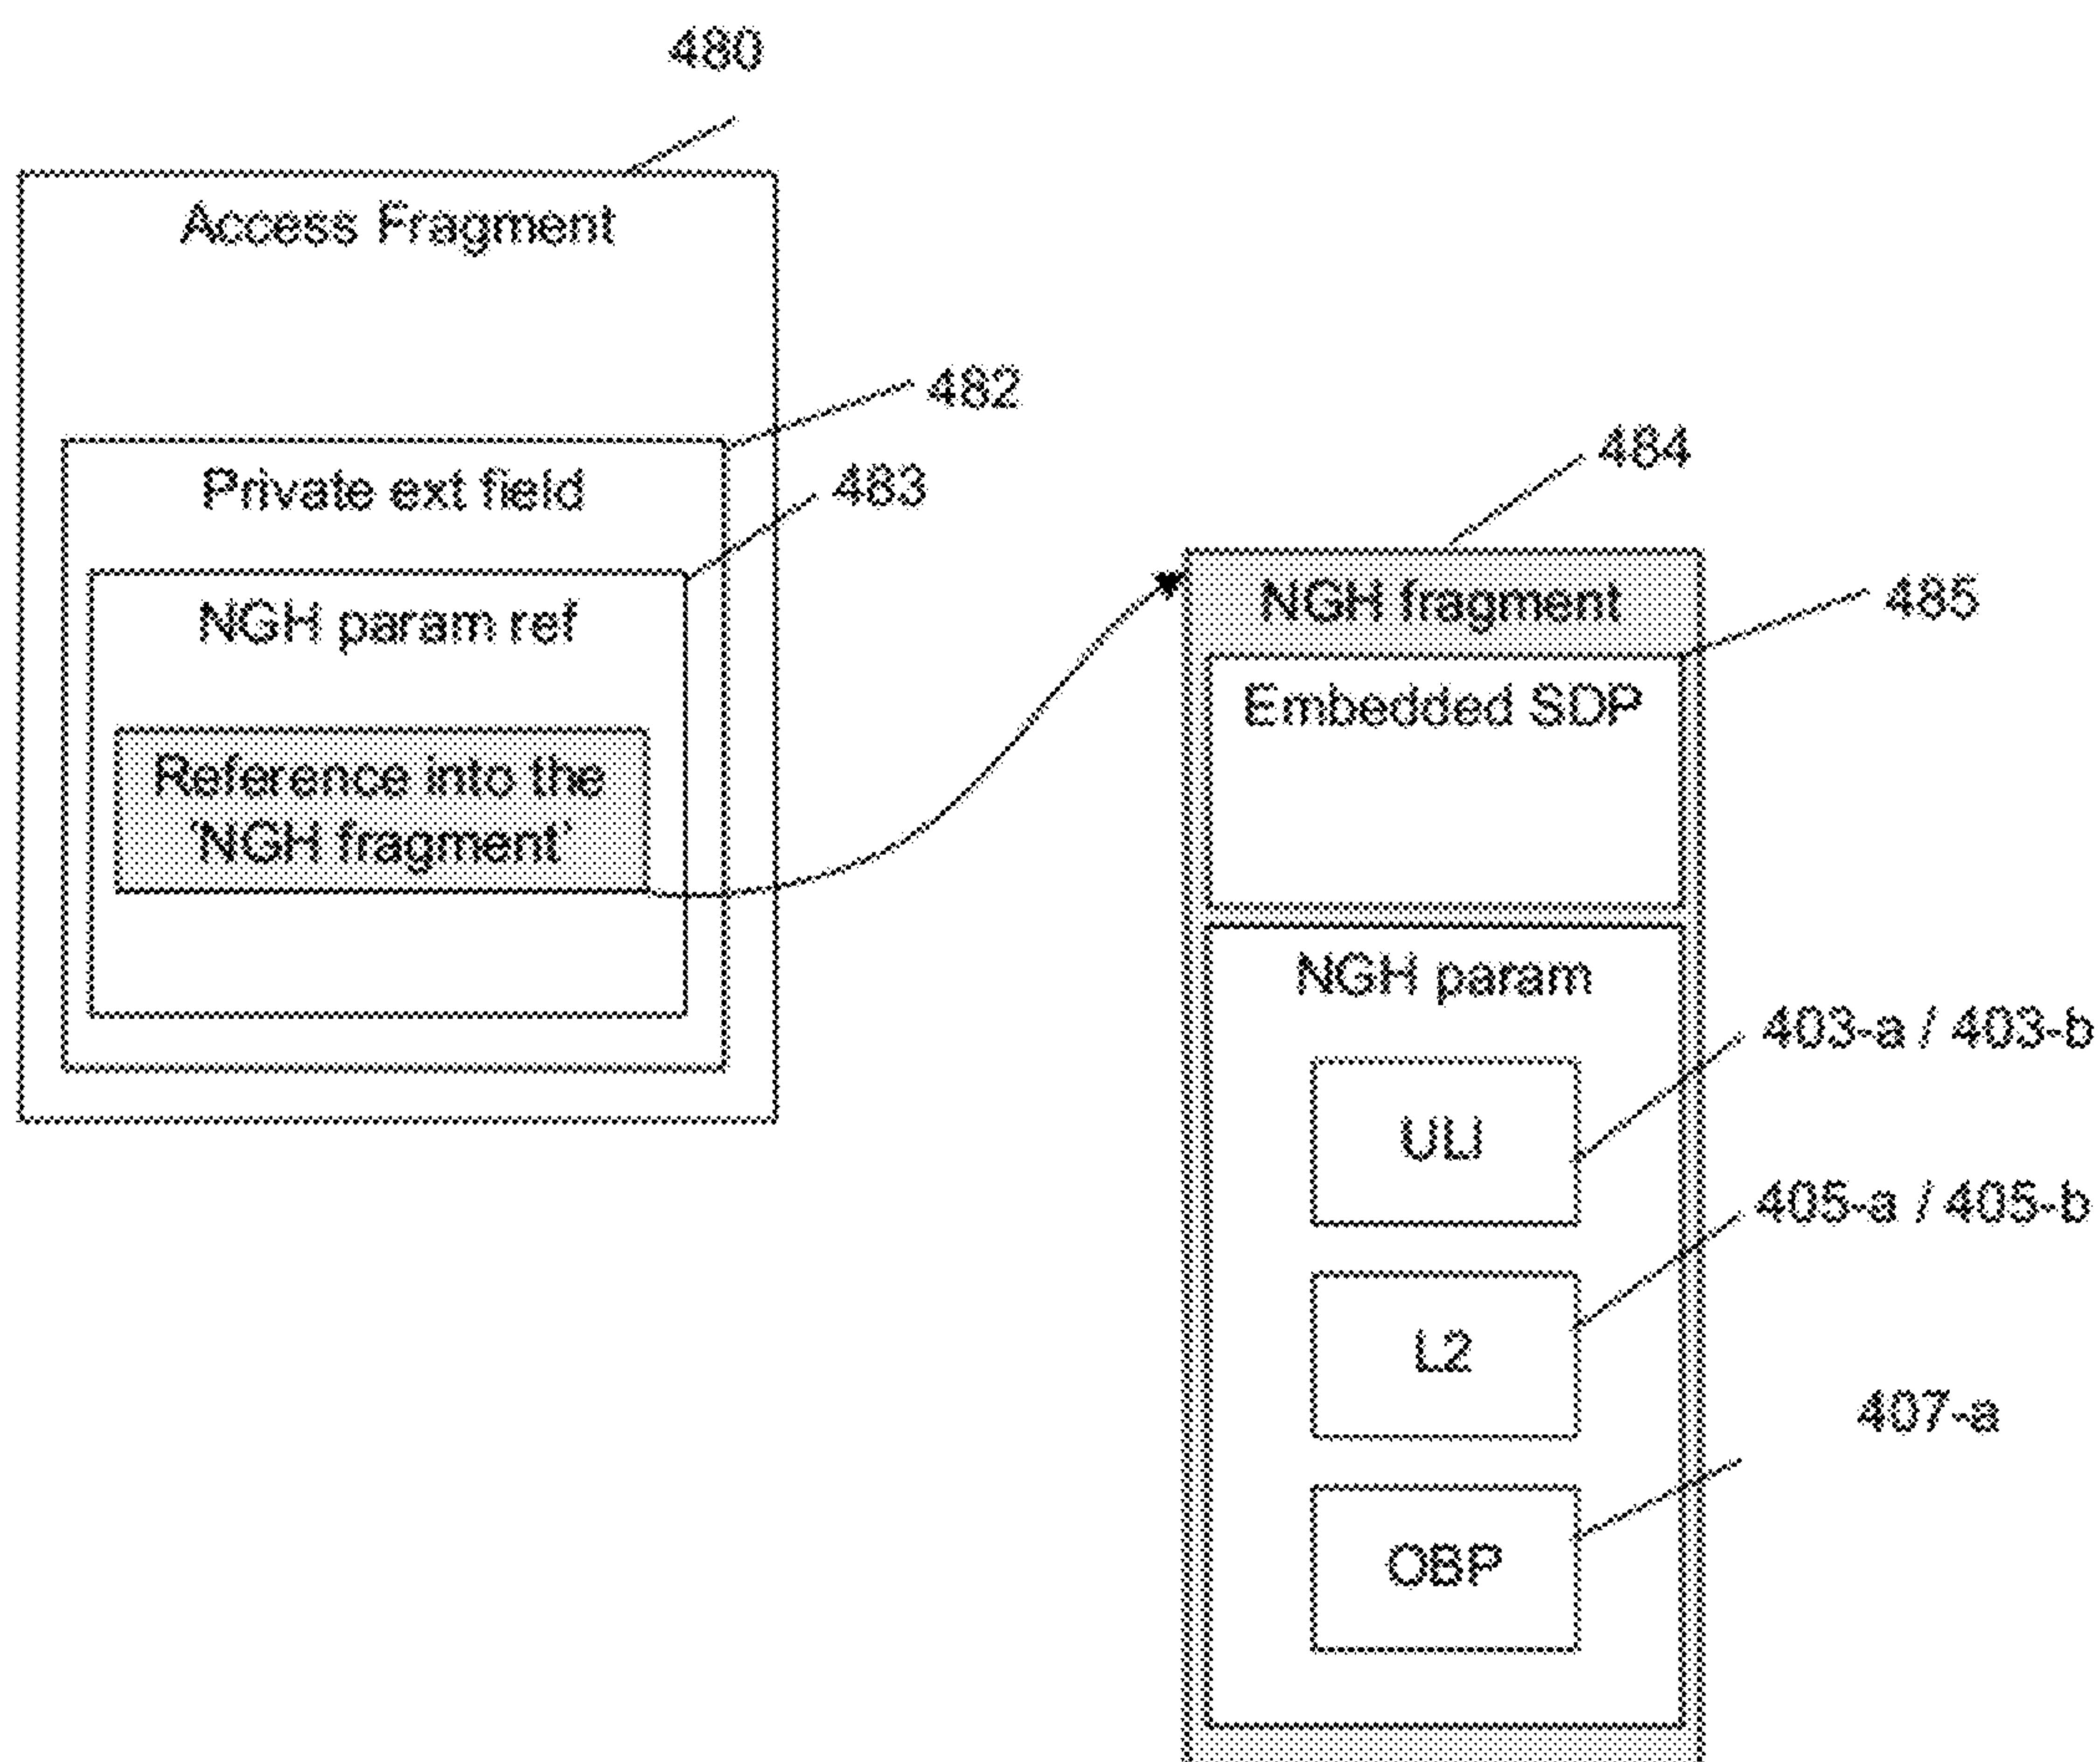 480
Access Fragment
482
Private ext field
483
NGH param ref
Reference into the
'NGH fragment'
484
NGH fragment
485
Embedded SDP
NGH param
403-a / 403-b
ULI
405-a / 405-b
L2
407-a
OBP